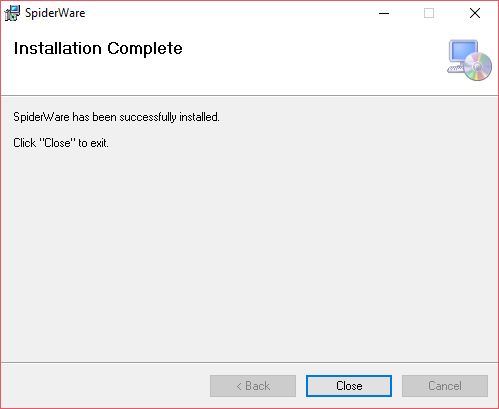 SpiderWare
Installation Complete
SpiderWare has been successfully installed.
Click "Close" to exit.
< Back
Close
Cancel